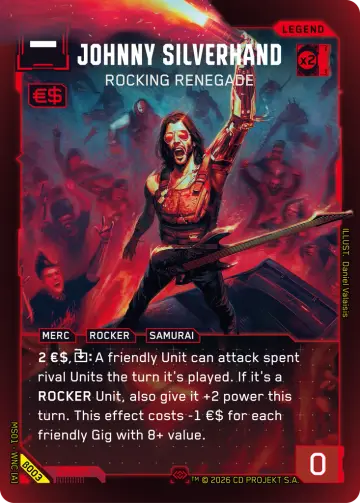 LEGEND
JOHNNY SILVERHAND
x2
ROCKING RENEGADE
€$
ILLUST. Daniel Valaisis
MERC
ROCKER
SAMURAI
2 €$, : A friendly Unit can attack spent
rival Units the turn it's played. If it's a
ROCKER Unit, also give it +2 power this
turn. This effect costs -1 €$ for each
friendly Gig with 8+ value.
β003
0
™ © 2026 CD PROJEKT S.A.